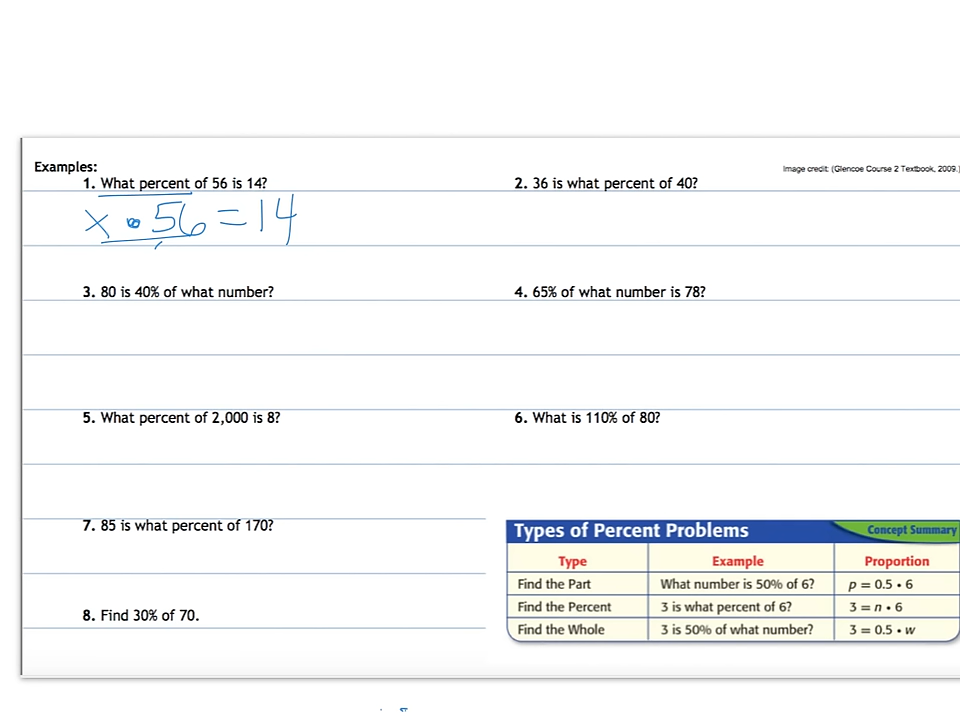 Examples:
Image credit: (Glencoe Course 2 Textbook, 2009.)
1. What percent of 56 is 14?
2. 36 is what percent of 40?
x • 56 = 14
3. 80 is 40% of what number?
4. 65% of what number is 78?
5. What percent of 2,000 is 8?
6. What is 110% of 80?
7. 85 is what percent of 170?
8. Find 30% of 70.
Types of Percent Problems
Concept Summary
Type Example Proportion
Find the Part What number is 50% of 6? p = 0.5 • 6
Find the Percent 3 is what percent of 6? 3 = n • 6
Find the Whole 3 is 50% of what number? 3 = 0.5 • w